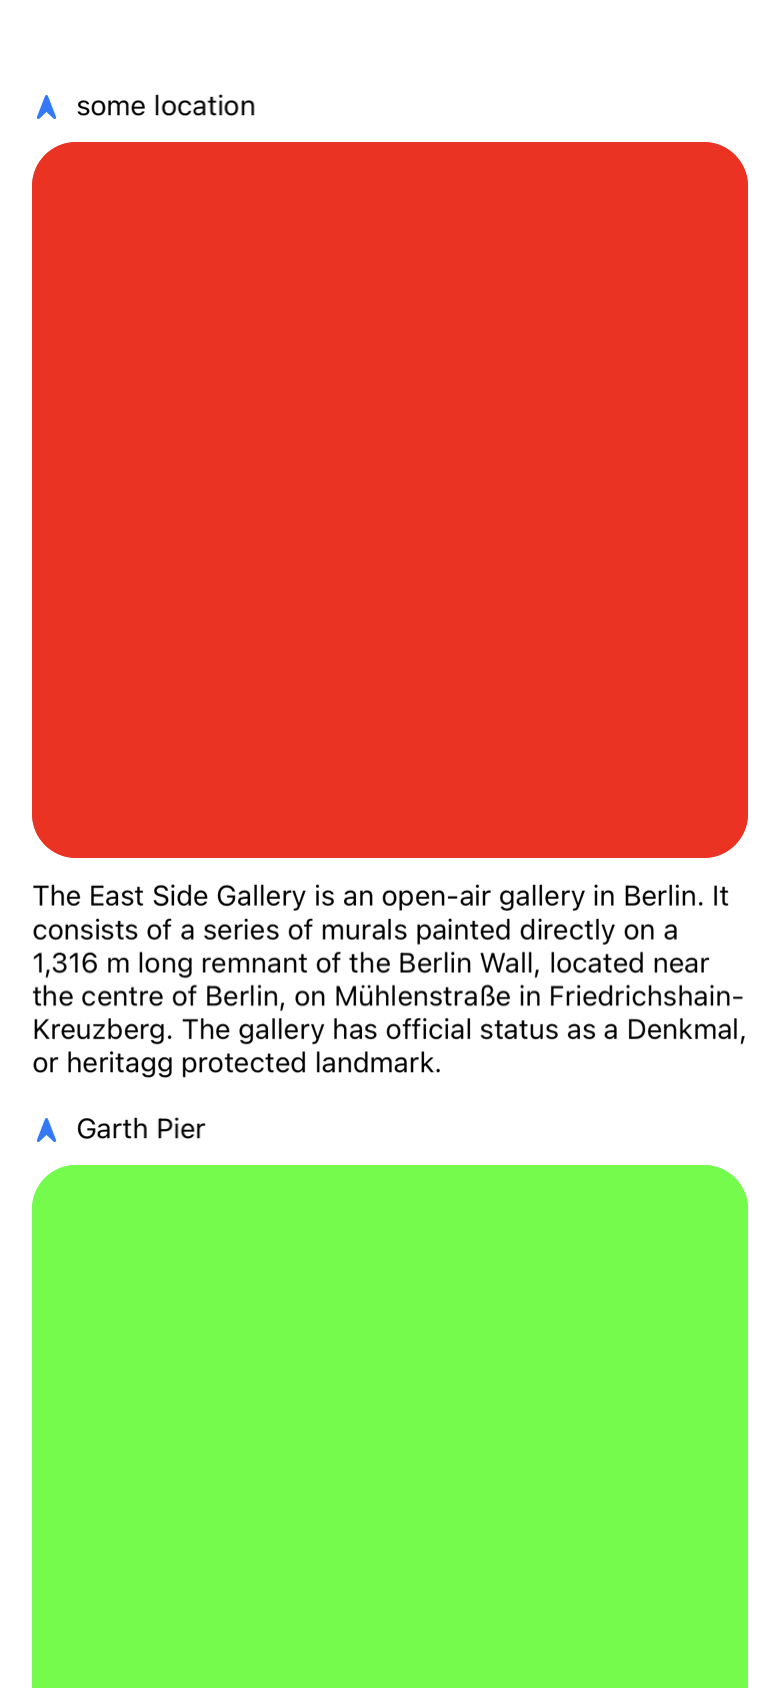 some location
The East Side Gallery is an open-air gallery in Berlin. It
consists of a series of murals painted directly on a
1,316 m long remnant of the Berlin Wall, located near
the centre of Berlin, on Mühlenstraße in Friedrichshain-
Kreuzberg. The gallery has official status as a Denkmal,
or heritagg protected landmark.
Garth Pier